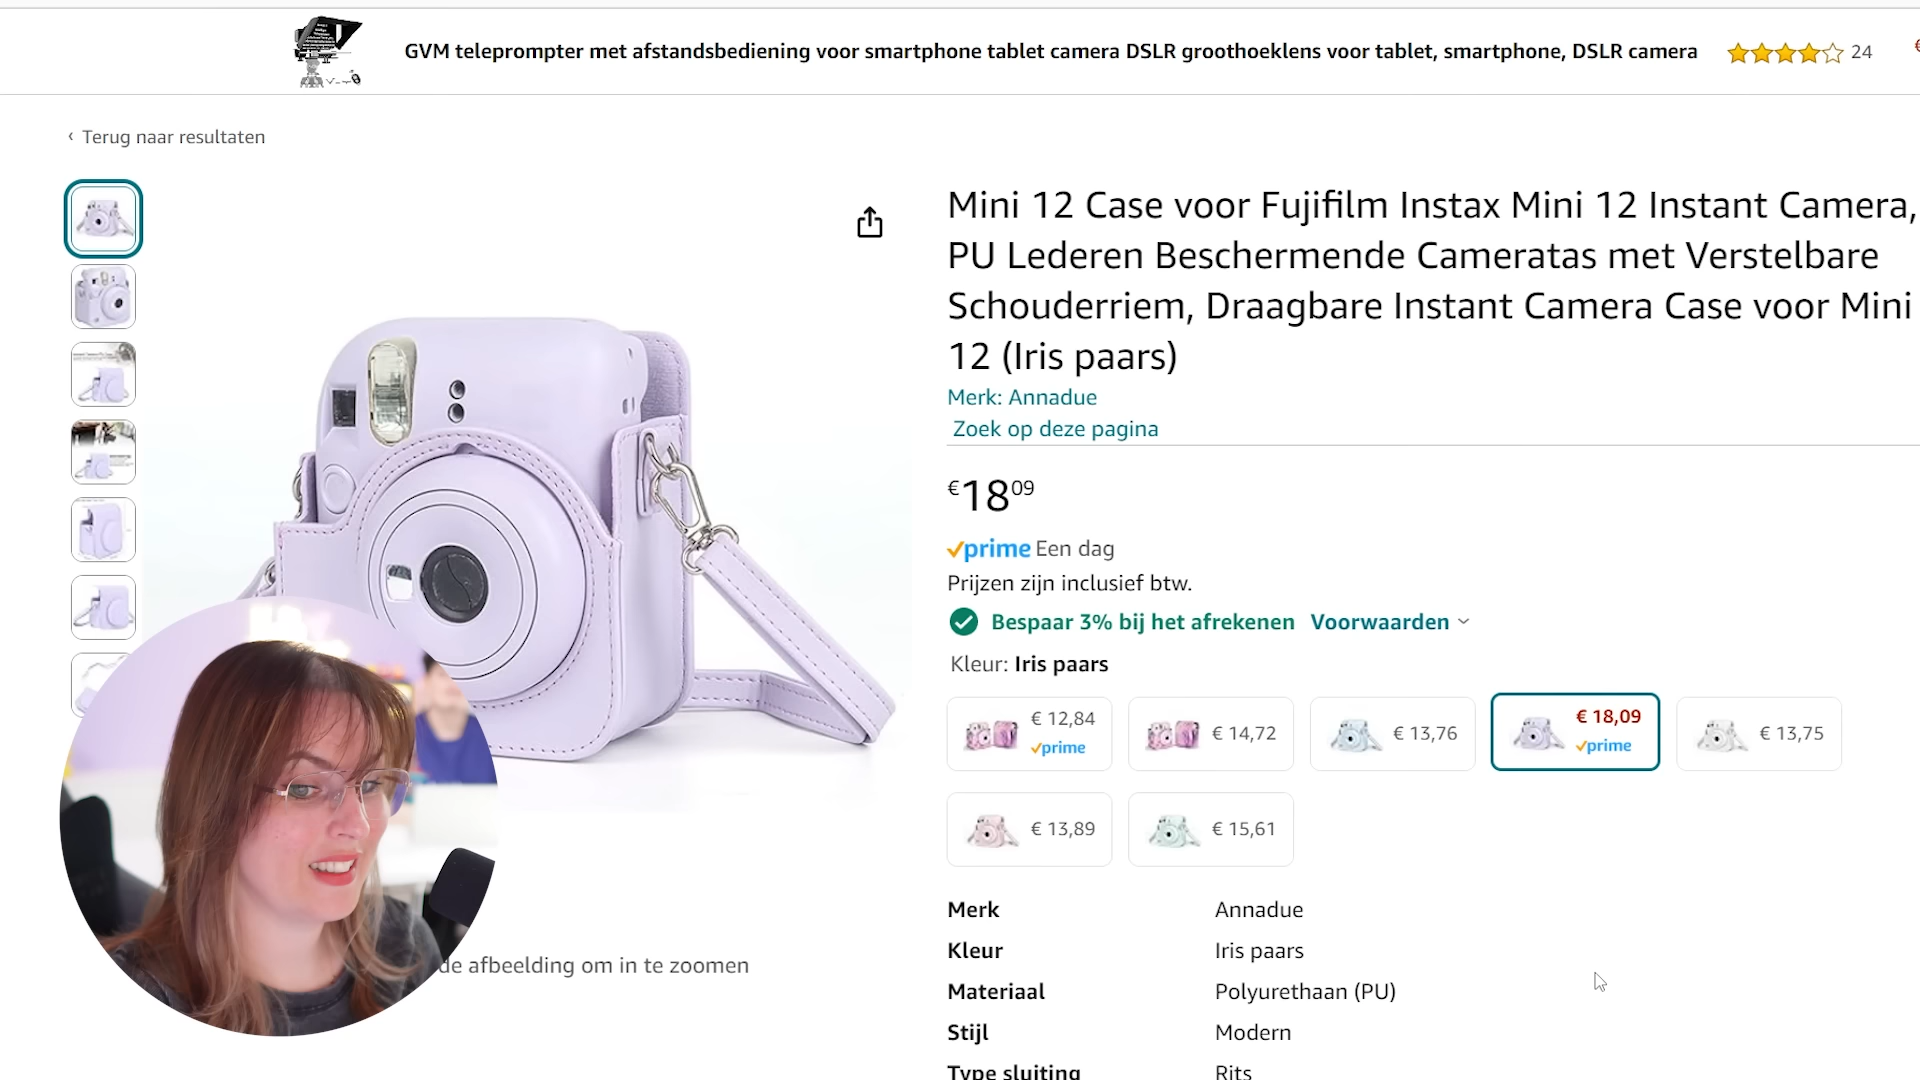 GVM teleprompter met afstandsbediening voor smartphone tablet camera DSLR groothoeklens voor tablet, smartphone, DSLR camera
24
‹ Terug naar resultaten
Mini 12 Case voor Fujifilm Instax Mini 12 Instant Camera,
PU Lederen Beschermende Cameratas met Verstelbare
Schouderriem, Draagbare Instant Camera Case voor Mini
12 (Iris paars)
Merk: Annadue
Zoek op deze pagina
€18⁰⁹
prime Een dag
Prijzen zijn inclusief btw.
Bespaar 3% bij het afrekenen Voorwaarden
Kleur: Iris paars
€ 12,84
prime
€ 14,72
€ 13,76
€ 18,09
prime
€ 13,75
€ 13,89
€ 15,61
Merk Annadue
Kleur Iris paars
de afbeelding om in te zoomen
Materiaal Polyurethaan (PU)
Stijl Modern
Type sluiting Rits